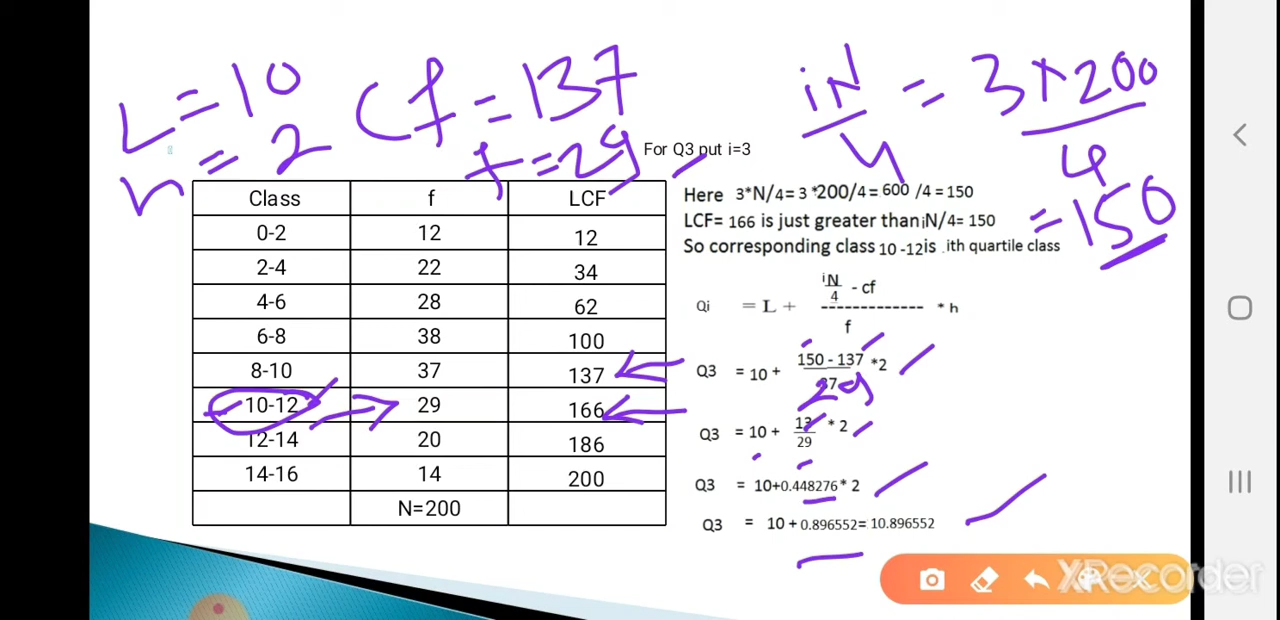 L=10 Cf=137
h=2 f=29
iN/4 = 3*200/4
=150
For Q3 put i=3
Class f LCF
0-2 12 12
2-4 22 34
4-6 28 62
6-8 38 100
8-10 37 137
10-12 29 166
12-14 20 186
14-16 14 200
N=200
Here 3*N/4= 3 *200/4= 600 /4 = 150
LCF= 166 is just greater than iN/4= 150
So corresponding class 10 -12is . ith quartile class
iN
4 - cf
Qi = L + ------------- * h
f
150 - 137
Q3 = 10 + *2
37 29
13
Q3 = 10 + * 2
29
Q3 = 10+0.448276* 2
Q3 = 10 + 0.896552= 10.896552
XRecorder